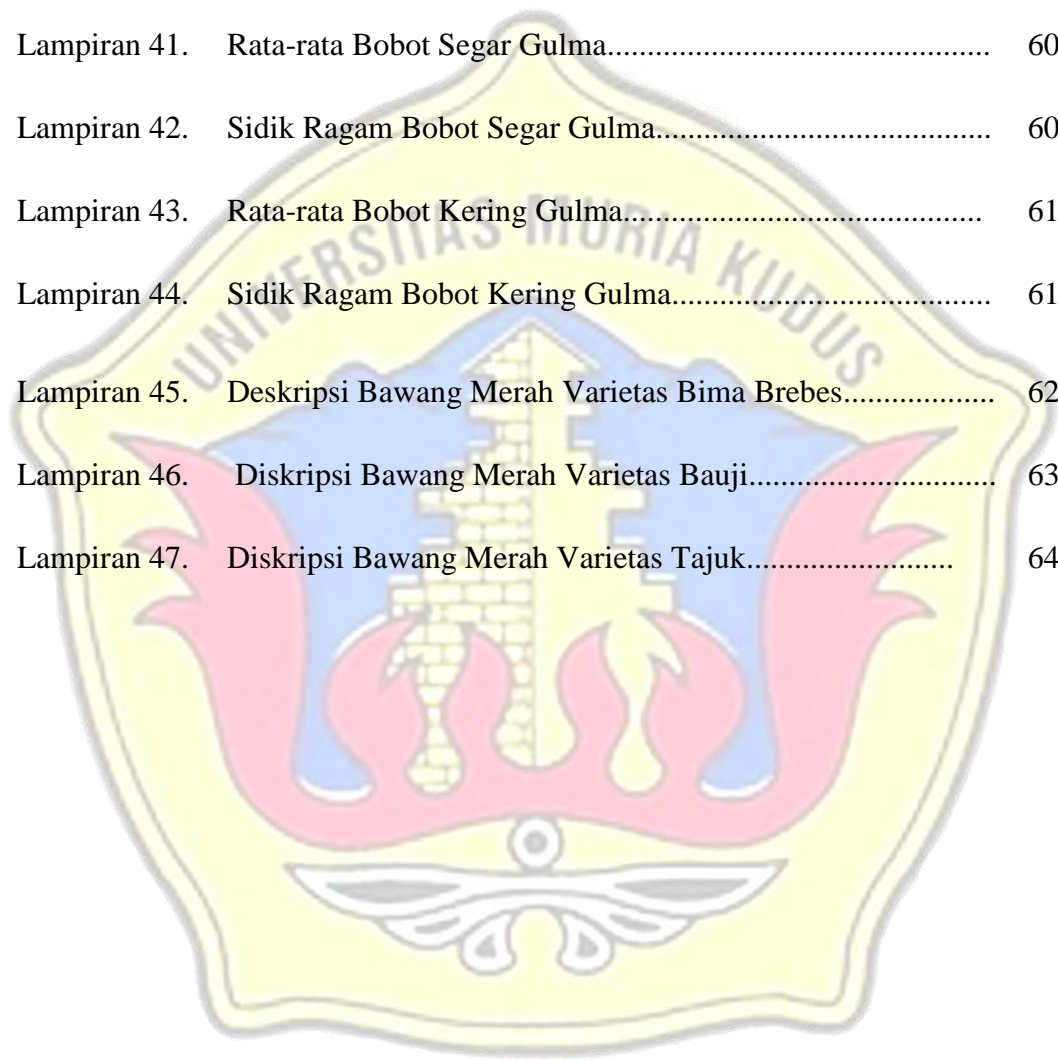 Lampiran 41. Rata-rata Bobot Segar Gulma................................................ 60
Lampiran 42. Sidik Ragam Bobot Segar Gulma.......................................... 60
Lampiran 43. Rata-rata Bobot Kering Gulma............................................. 61
Lampiran 44. Sidik Ragam Bobot Kering Gulma........................................ 61
Lampiran 45. Deskripsi Bawang Merah Varietas Bima Brebes................... 62
Lampiran 46. Diskripsi Bawang Merah Varietas Bauji............................... 63
Lampiran 47. Diskripsi Bawang Merah Varietas Tajuk.......................... 64
UNIVERSITAS MURIA KUDUS